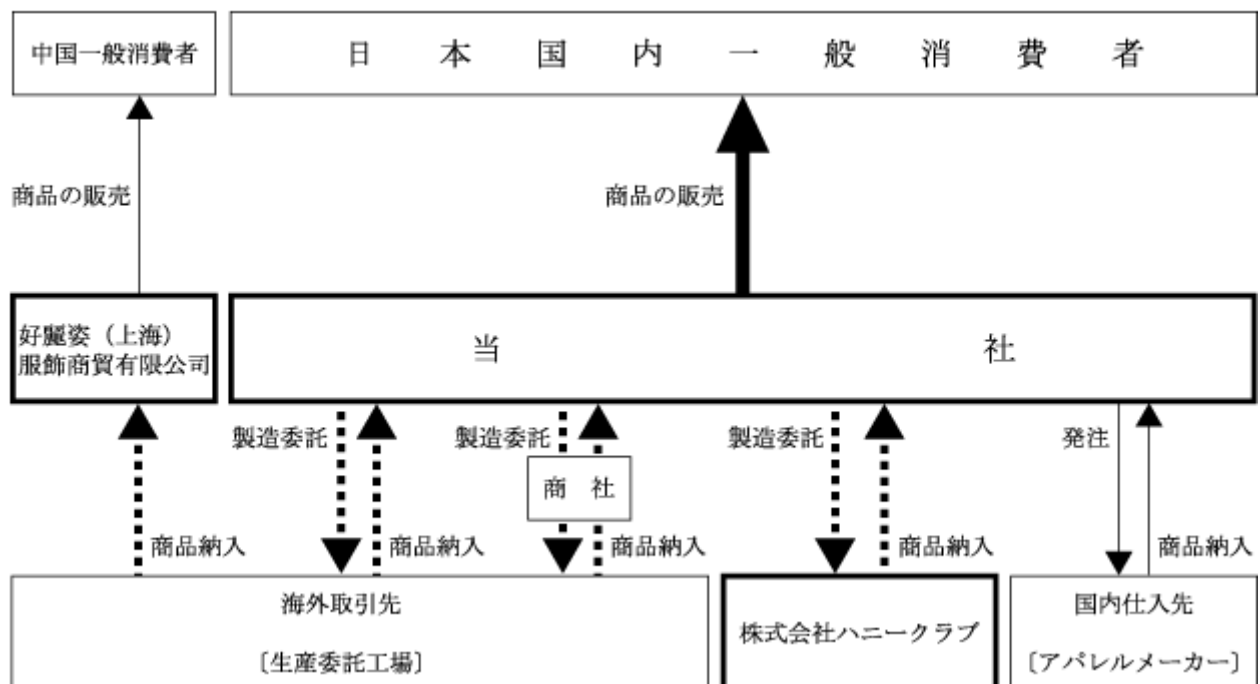 中国一般消費者
日本国内一般消費者
商品の販売
商品の販売
好麗姿（上海）
服飾商貿有限公司
当社
製造委託
製造委託
製造委託
発注
商社
商品納入
商品納入
商品納入
商品納入
商品納入
海外取引先
〔生産委託工場〕
株式会社ハニークラブ
国内仕入先
〔アパレルメーカー〕